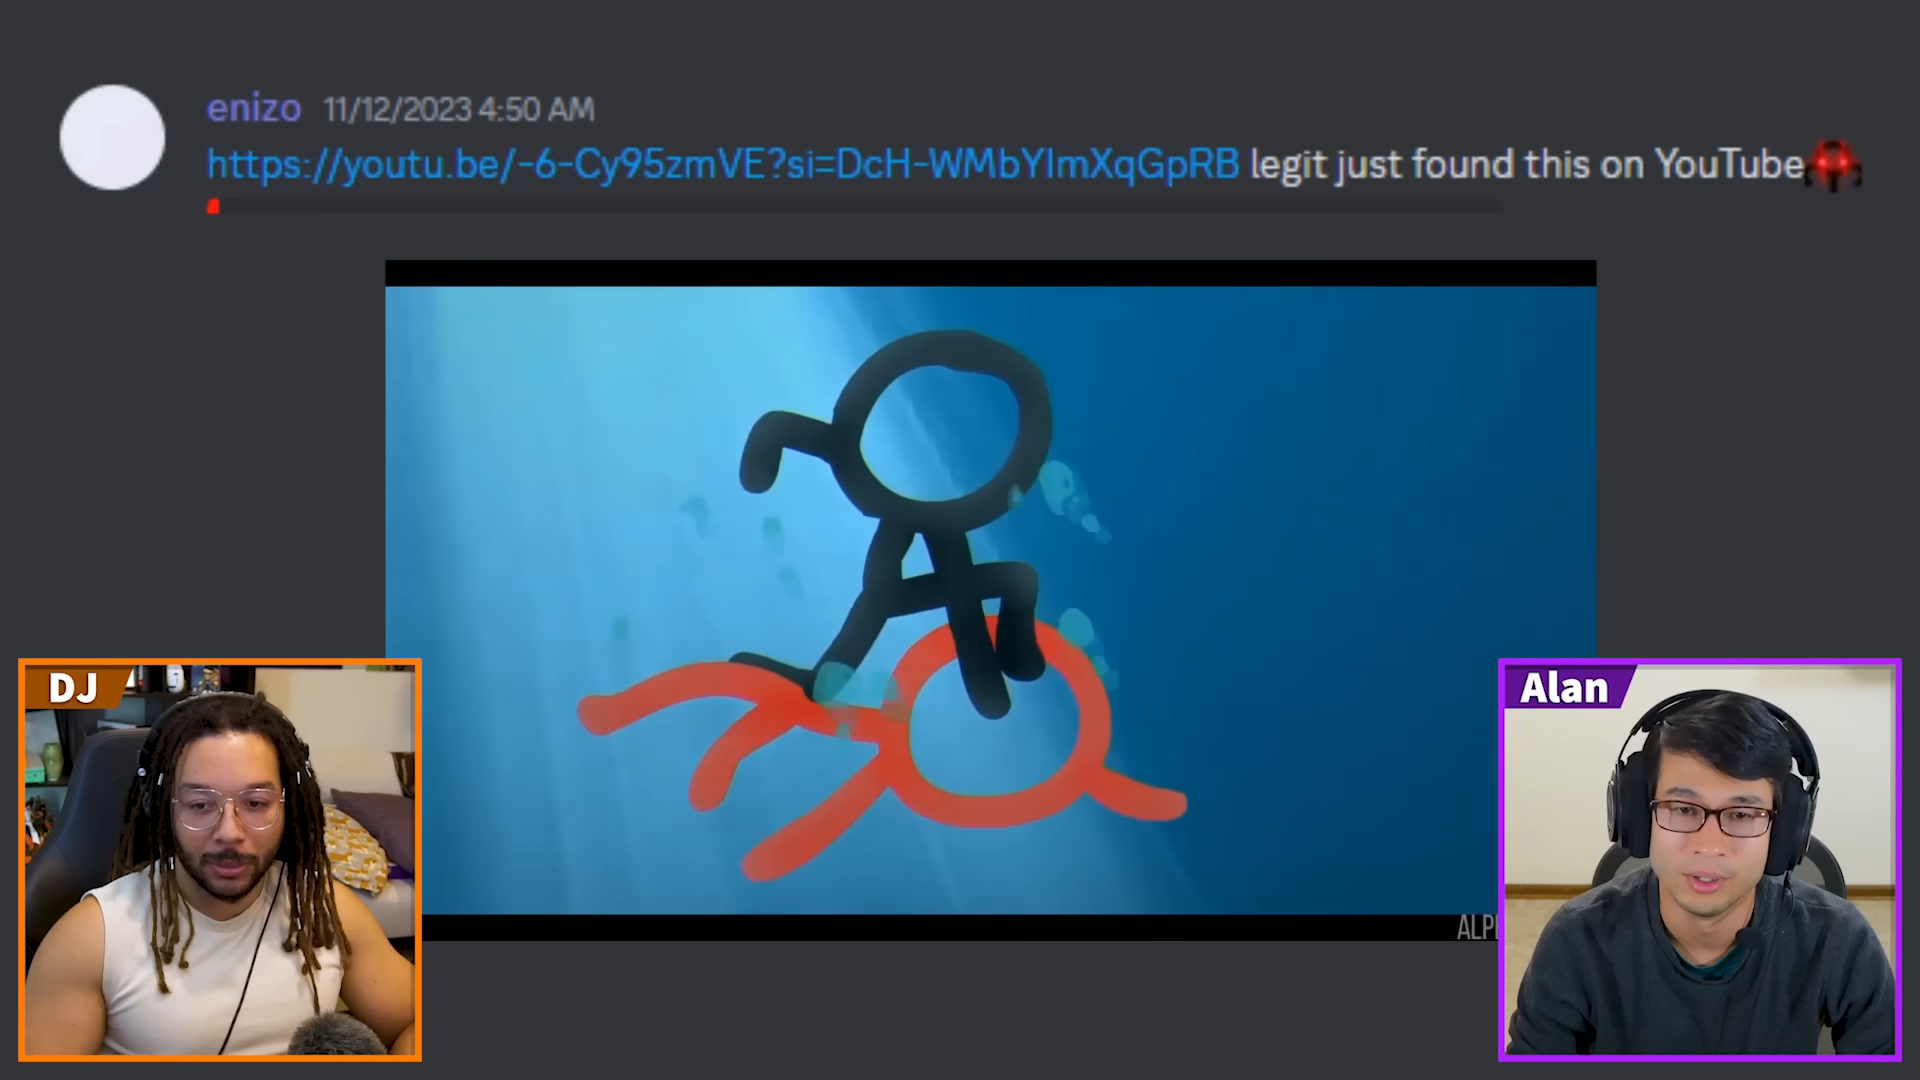 enizo 11/12/2023 4:50 AM
https://youtu.be/-6-Cy95zmVE?si=DcH-WMbYImXqGpRB legit just found this on YouTube
DJ
Alan
ALP